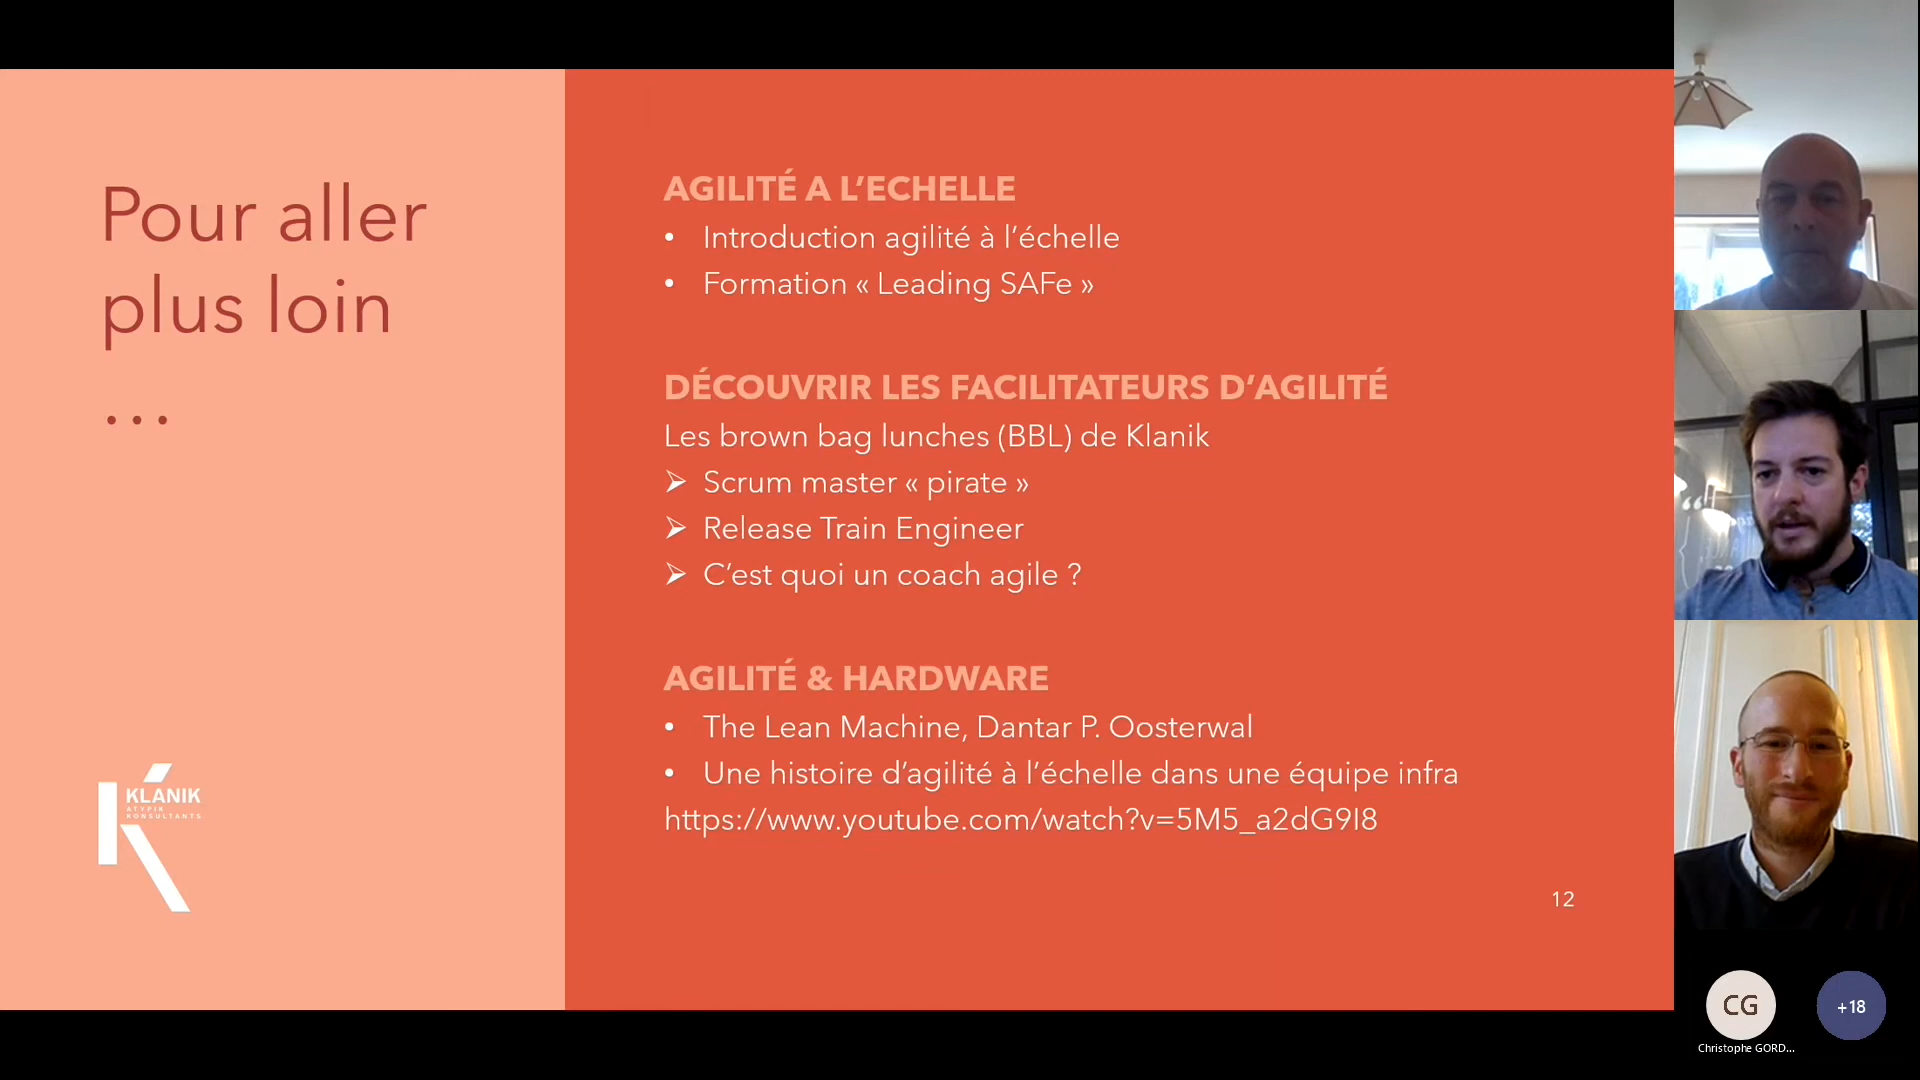 Pour aller
plus loin
…
AGILITÉ A L’ECHELLE
• Introduction agilité à l’échelle
• Formation « Leading SAFe »
DÉCOUVRIR LES FACILITATEURS D’AGILITÉ
Les brown bag lunches (BBL) de Klanik
➢ Scrum master « pirate »
➢ Release Train Engineer
➢ C’est quoi un coach agile ?
AGILITÉ & HARDWARE
• The Lean Machine, Dantar P. Oosterwal
• Une histoire d’agilité à l’échelle dans une équipe infra
https://www.youtube.com/watch?v=5M5_a2dG9I8
12
KLANIK
ATYPIK
KONSULTANTS
CG
Christophe GORD...
+18